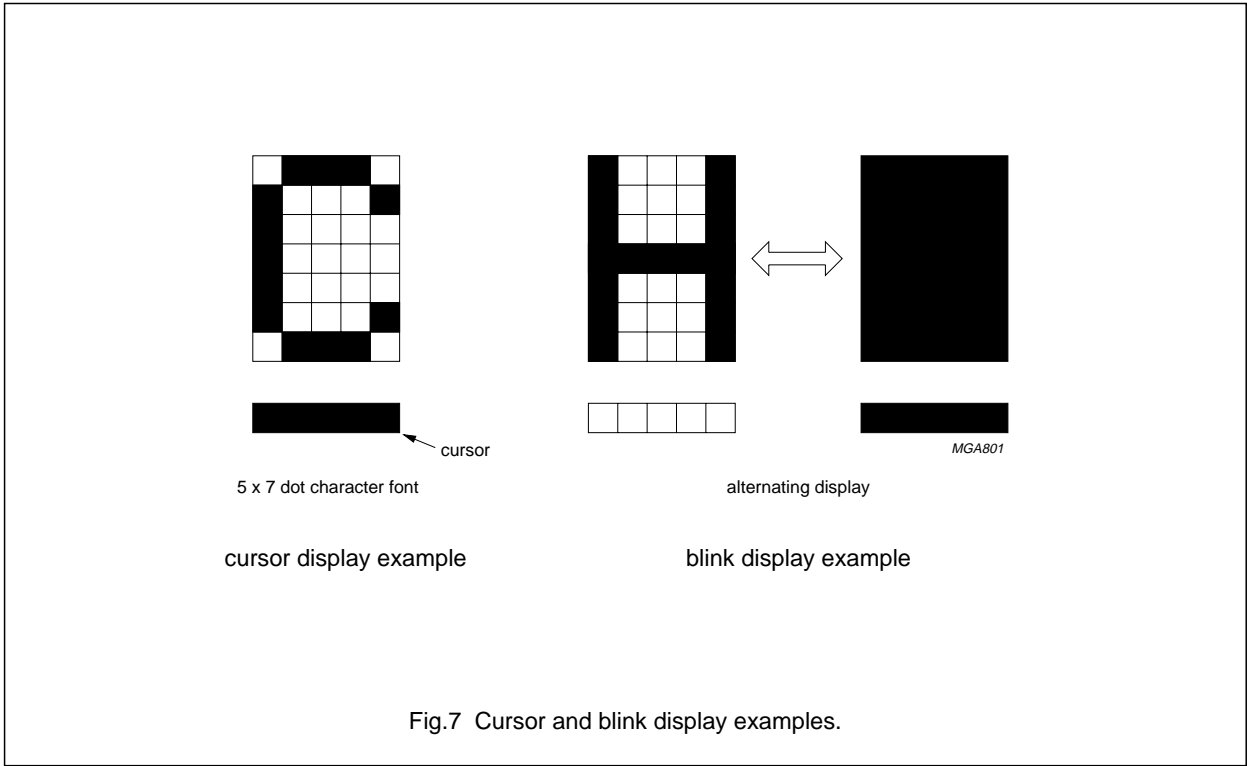 cursor
MGA801
5 x 7 dot character font
alternating display
cursor display example
blink display example
Fig.7 Cursor and blink display examples.